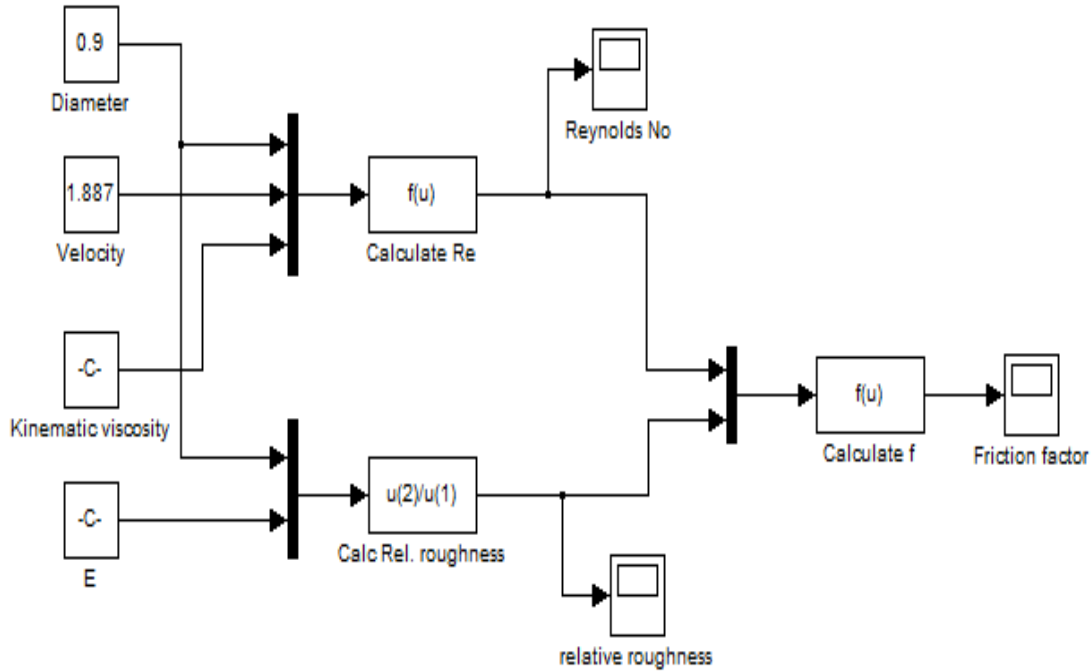 0.9
Diameter
Reynolds No
1.887
Velocity
f(u)
Calculate Re
-C-
Kinematic viscosity
f(u)
Calculate f
Friction factor
-C-
E
u(2)/u(1)
Calc Rel. roughness
relative roughness